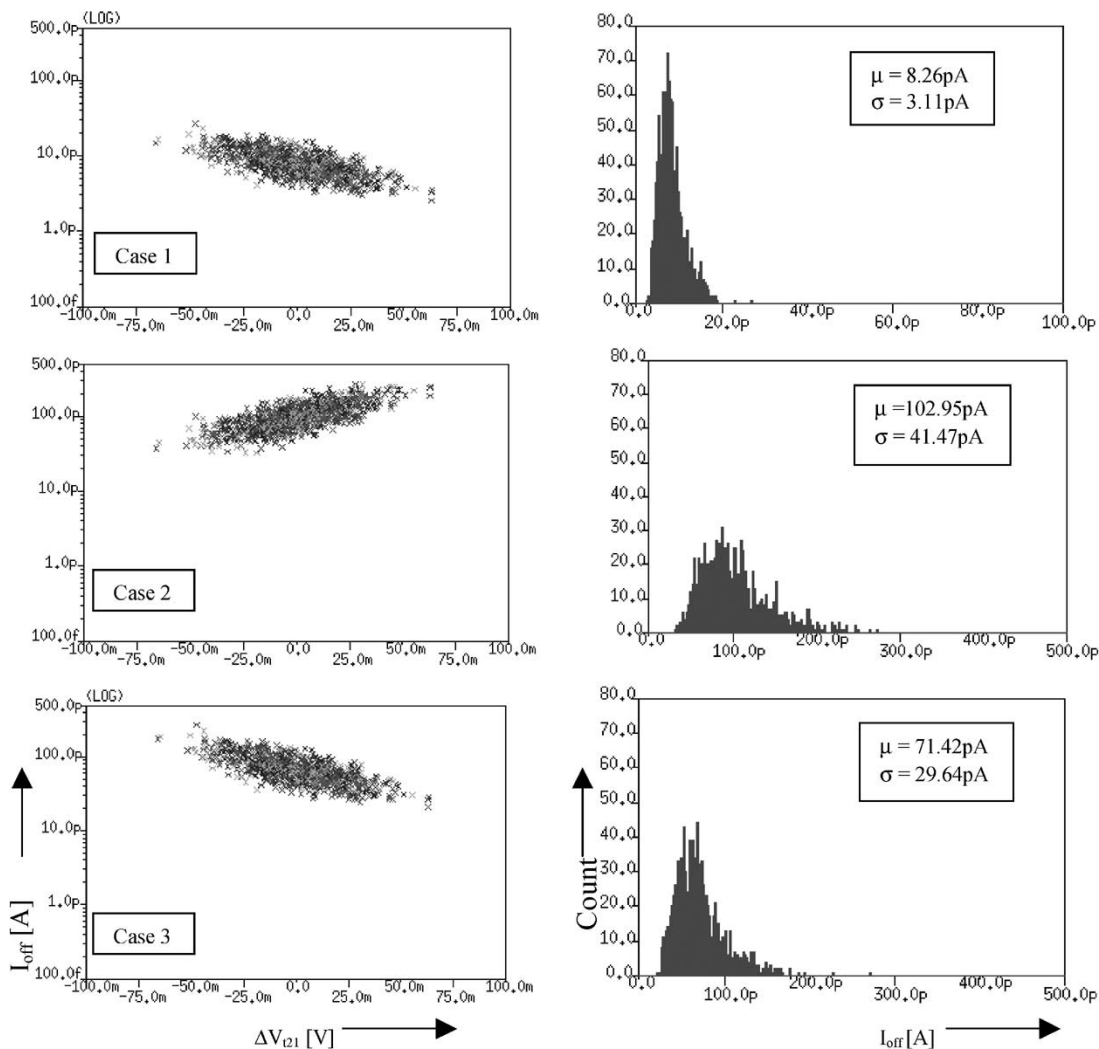 ⟨LOG⟩
500.0p
100.0p
10.0p
1.0p
100.0f
-100.0m -75.0m -50.0m -25.0m 0.0 25.0m 50.0m 75.0m 100.0m
Case 1
80.0
70.0
60.0
50.0
40.0
30.0
20.0
10.0
0.0
0.0 20.0p 40.0p 60.0p 80.0p 100.0p
μ = 8.26pA
σ = 3.11pA
500.0p
100.0p
10.0p
1.0p
100.0f
-100.0m -75.0m -50.0m -25.0m 0.0 25.0m 50.0m 75.0m 100.0m
Case 2
80.0
70.0
60.0
50.0
40.0
30.0
20.0
10.0
0.0
0.0 100.0p 200.0p 300.0p 400.0p 500.0p
μ =102.95pA
σ = 41.47pA
⟨LOG⟩
500.0p
100.0p
10.0p
1.0p
100.0f
-100.0m -75.0m -50.0m -25.0m 0.0 25.0m 50.0m 75.0m 100.0m
Case 3
I_off [A]
ΔV_t21 [V]
80.0
70.0
60.0
50.0
40.0
30.0
20.0
10.0
0.0
0.0 100.0p 200.0p 300.0p 400.0p 500.0p
μ = 71.42pA
σ = 29.64pA
Count
I_off [A]